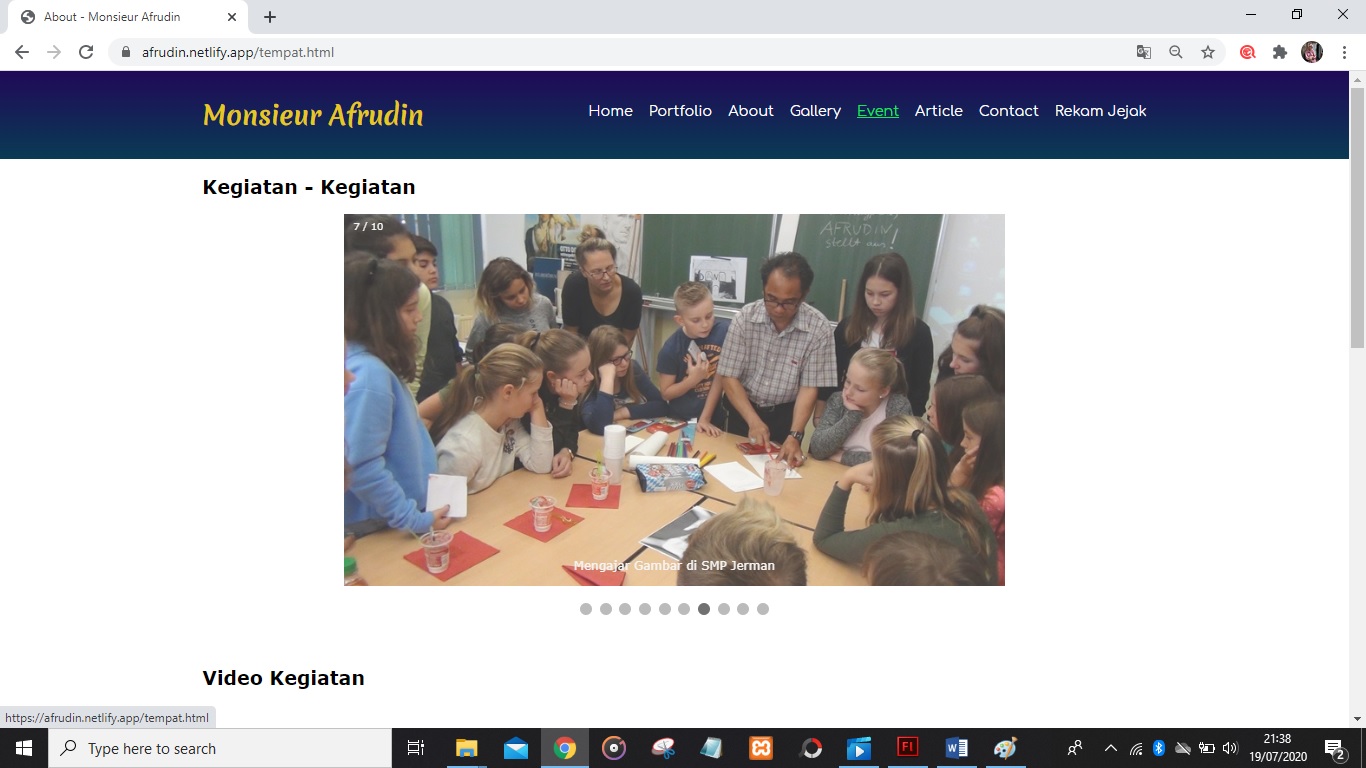 About - Monsieur Afrudin
afrudin.netlify.app/tempat.html
Monsieur Afrudin
Home Portfolio About Gallery Event Article Contact Rekam Jejak
Kegiatan - Kegiatan
7 / 10
AFRUDIN
stellt aus!
Mengajar Gambar di SMP Jerman
Video Kegiatan
https://afrudin.netlify.app/tempat.html
Type here to search
21:38
19/07/2020
2